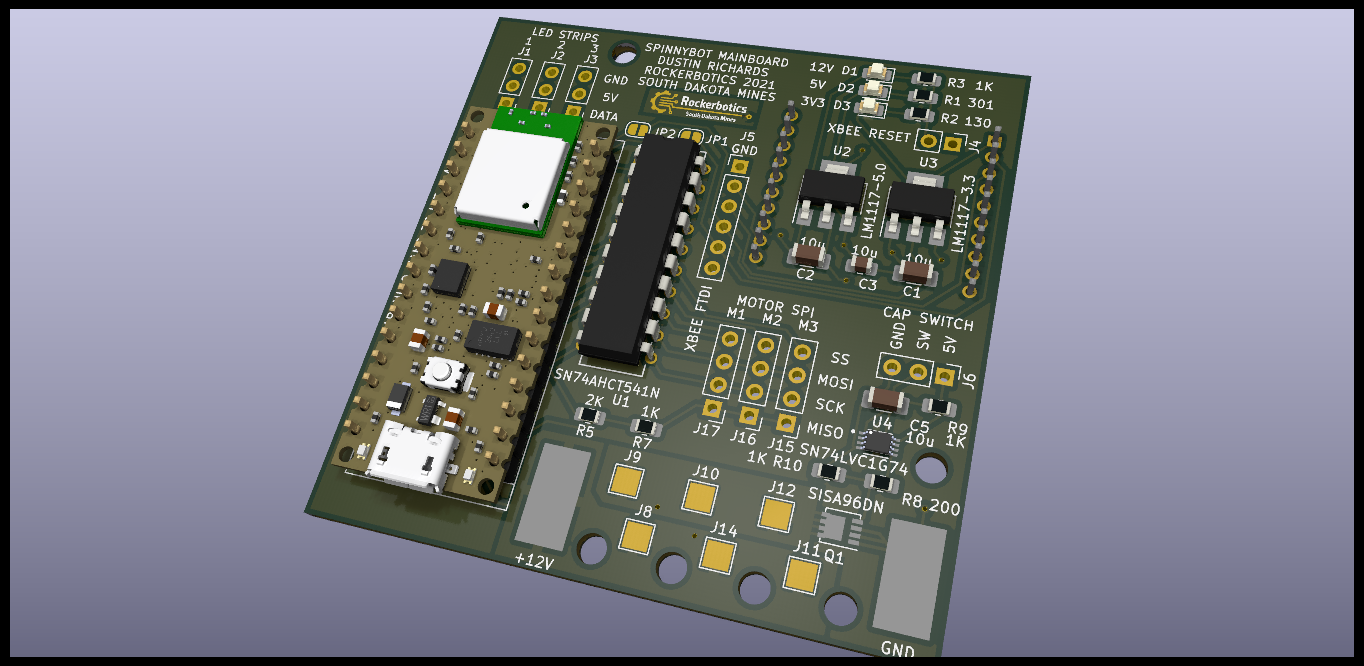 LED STRIPS
1 2 3
J1 J2 J3
GND
5V
DATA
SPINNYBOT MAINBOARD
DUSTIN RICHARDS
ROCKERBOTICS 2021
SOUTH DAKOTA MINES
Rockerbotics
South Dakota Mines
12V D1
5V D2
3V3 D3
R3 1K
R1 301
R2 130
XBEE RESET
J4
JP2
JP1
J5
GND
U2
LM1117-5.0
U3
LM1117-3.3
10u
C2
10u
C3
10u
C1
XBEE FTDI
MOTOR SPI
M1 M2 M3
SS
MOSI
SCK
MISO
J17
J16
J15
CAP SWITCH
GND
SW
5V
J6
SN74AHCT541N
U1
2K
R5
1K
R7
U4
C5
10u
R9
1K
SN74LVC1G74
1K R10
R8 200
SISA96DN
Q1
J9
J10
J12
J8
J14
J11
+12V
GND